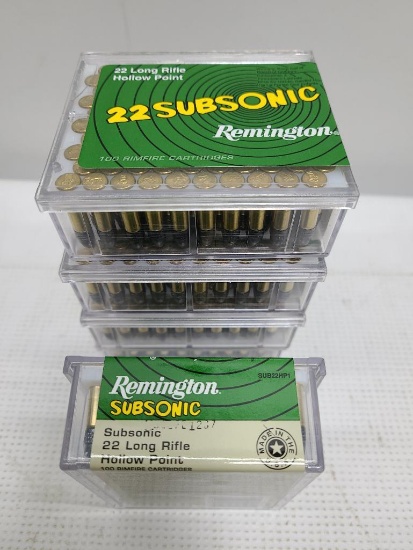 22 Long Rifle
Hollow Point
22 SUBSONIC
Remington
100 RIMFIRE CARTRIDGES
Remington
SUB22HP1
SUBSONIC
Subsonic
22 Long Rifle
Hollow Point
100 RIMFIRE CARTRIDGES
MADE IN THE